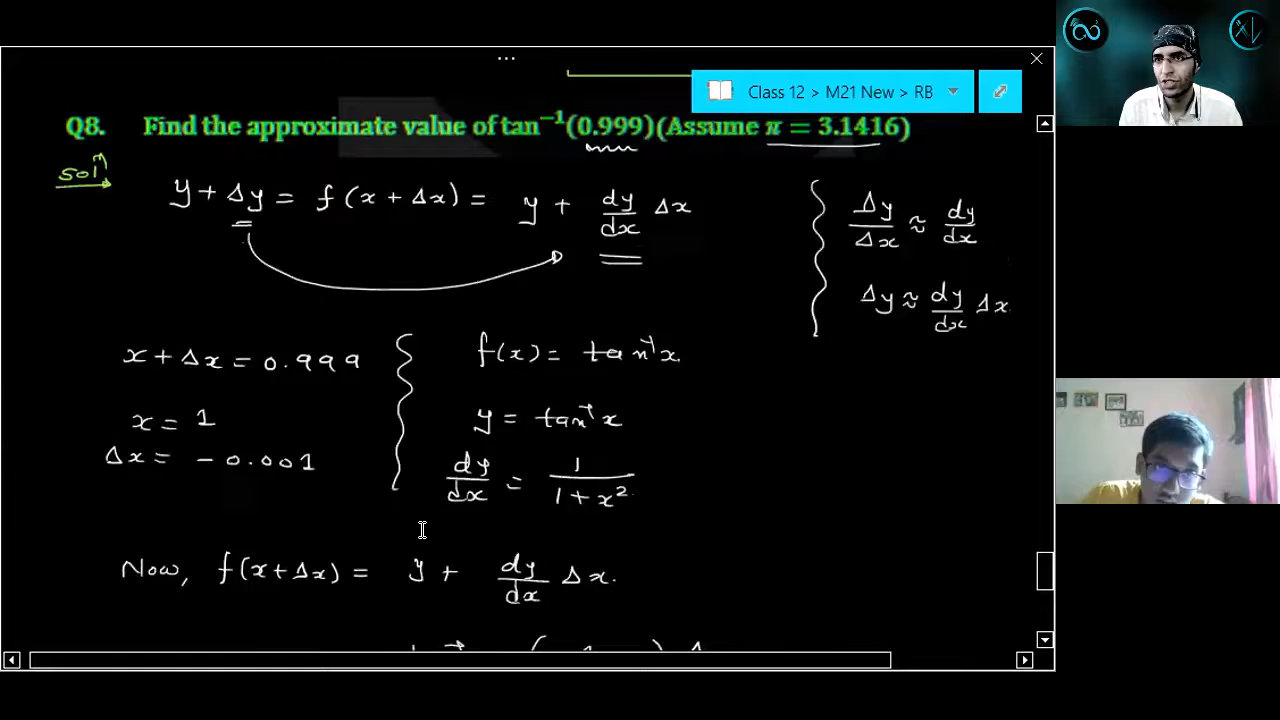 Class 12 > M21 New > RB
Q8. Find the approximate value of tan⁻¹(0.999)(Assume π = 3.1416)
solⁿ
y + Δy = f(x + Δx) = y + dy/dx Δx
Δy/Δx ≈ dy/dx
Δy ≈ dy/dx Δx
x + Δx = 0.999
x = 1
Δx = - 0.001
f(x) = tan⁻¹x.
y = tan⁻¹x
dy/dx = 1/(1 + x²)
Now, f(x + Δx) = y + dy/dx Δx.